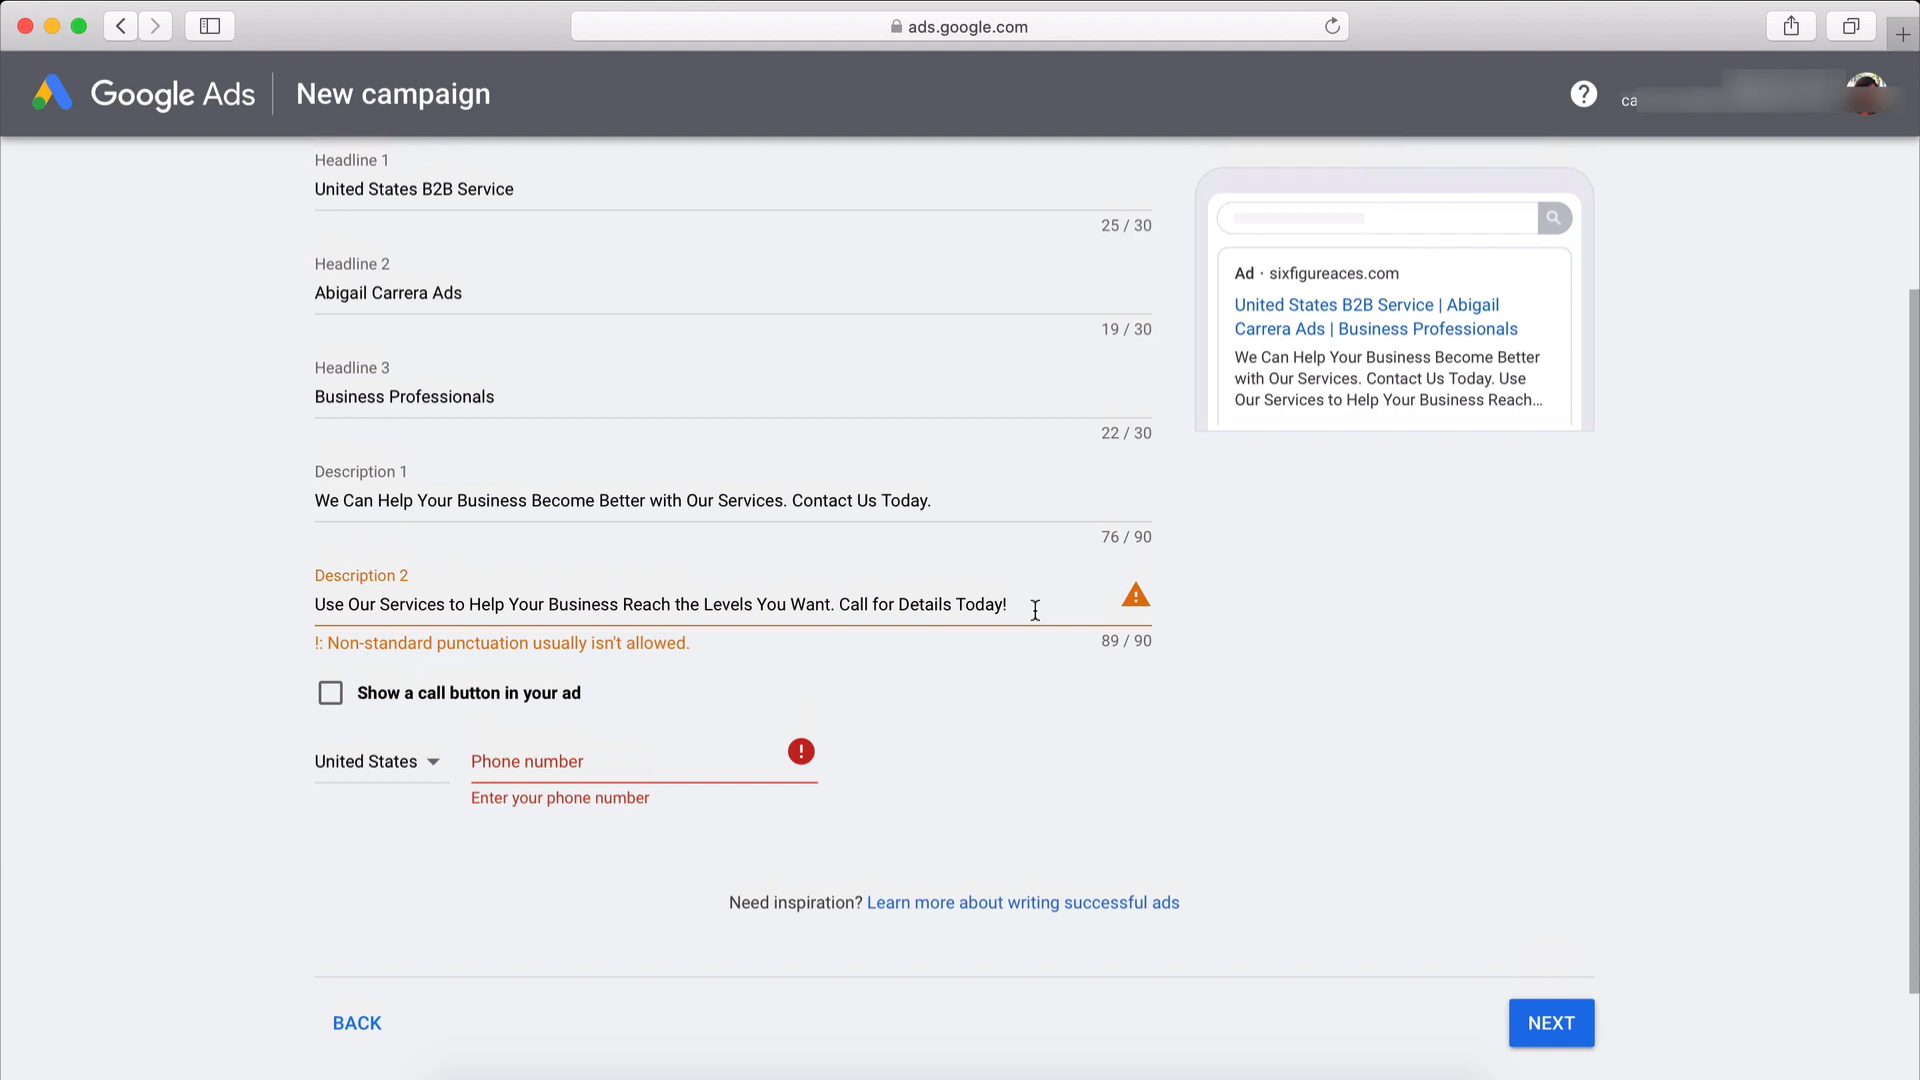 ads.google.com
Google Ads New campaign
? ca
Headline 1
United States B2B Service
25 / 30
Headline 2
Abigail Carrera Ads
19 / 30
Headline 3
Business Professionals
22 / 30
Description 1
We Can Help Your Business Become Better with Our Services. Contact Us Today.
76 / 90
Description 2
Use Our Services to Help Your Business Reach the Levels You Want. Call for Details Today!
!: Non-standard punctuation usually isn't allowed.
89 / 90
Show a call button in your ad
United States
Phone number
Enter your phone number
Ad · sixfigureaces.com
United States B2B Service | Abigail
Carrera Ads | Business Professionals
We Can Help Your Business Become Better
with Our Services. Contact Us Today. Use
Our Services to Help Your Business Reach...
Need inspiration? Learn more about writing successful ads
BACK
NEXT